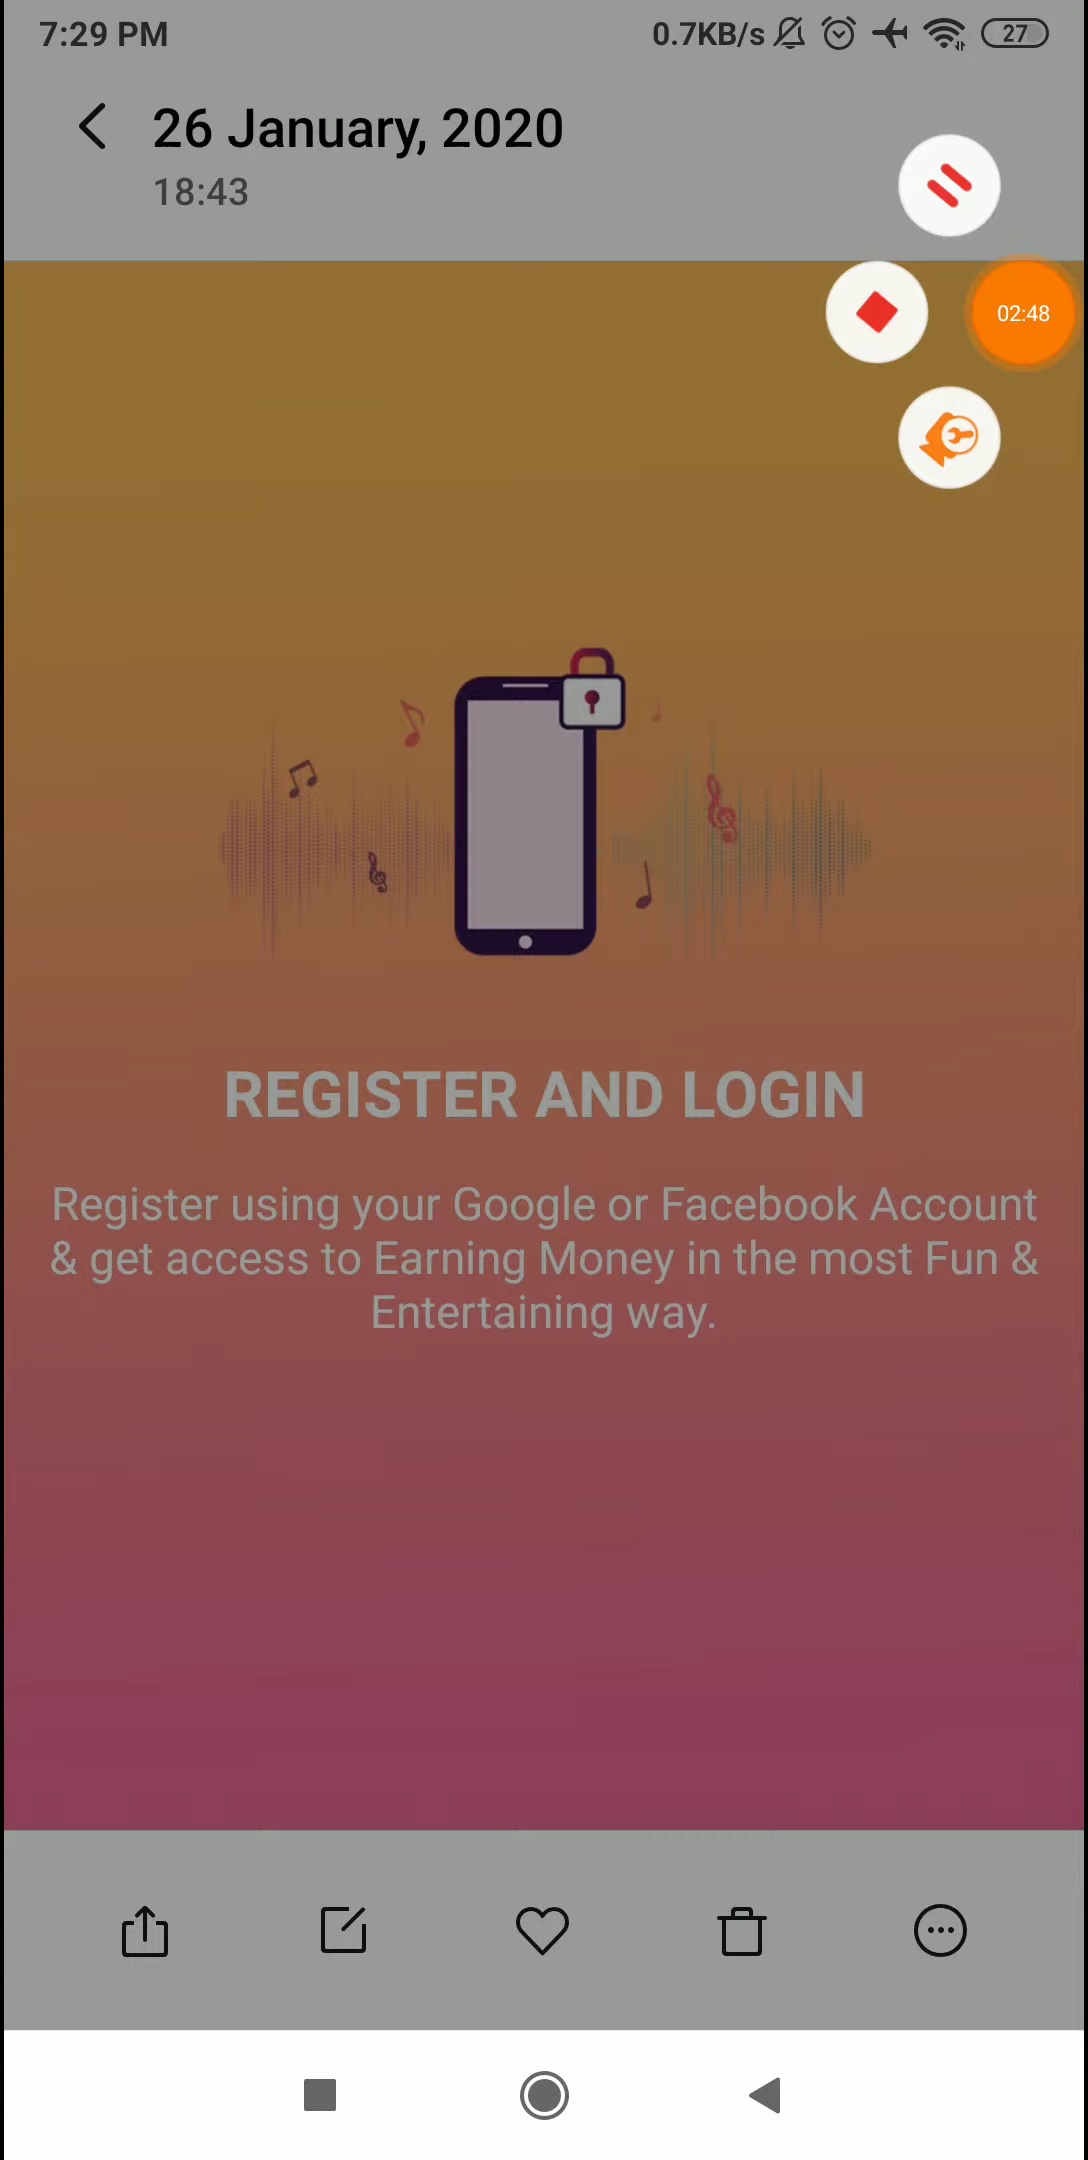 7:29 PM
0.7KB/s
27
26 January, 2020
18:43
02:48
REGISTER AND LOGIN
Register using your Google or Facebook Account
& get access to Earning Money in the most Fun &
Entertaining way.